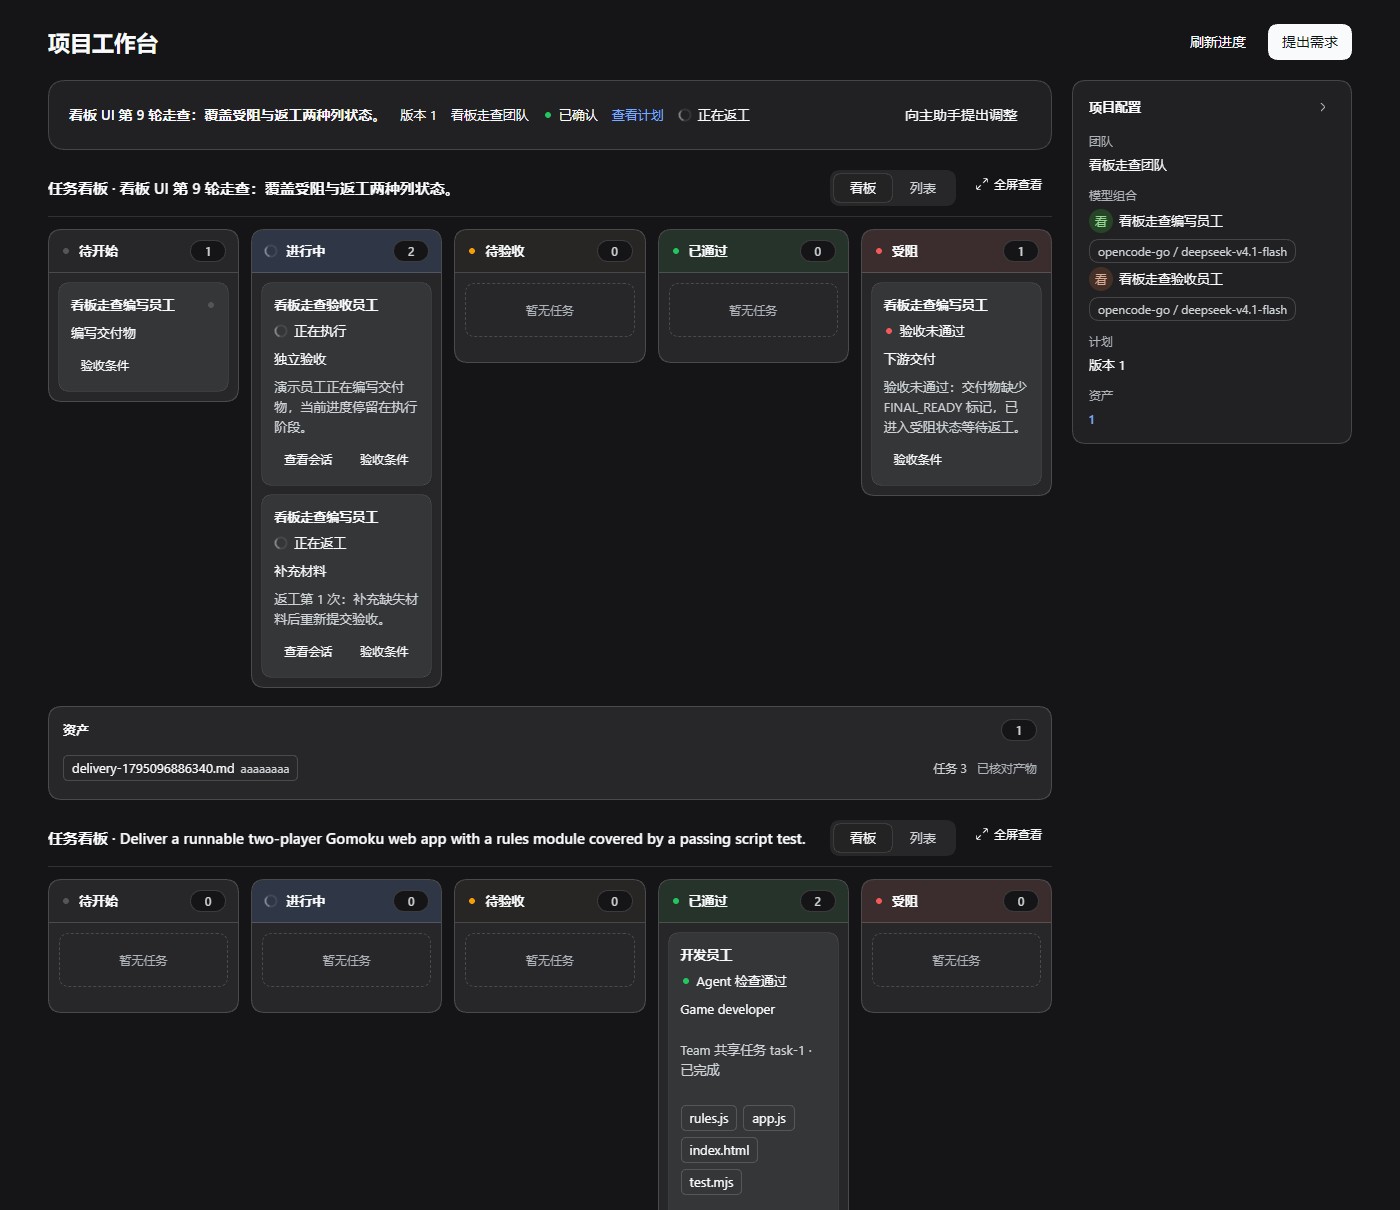 项目工作台
刷新进度
提出需求
看板 UI 第 9 轮走查：覆盖受阻与返工两种列状态。 版本 1 看板走查团队 已确认 查看计划 正在返工 向主助手提出调整
任务看板 · 看板 UI 第 9 轮走查：覆盖受阻与返工两种列状态。
看板 列表 全屏查看
待开始 1
看板走查编写员工
编写交付物
验收条件
进行中 2
看板走查验收员工
正在执行
独立验收
演示员工正在编写交付
物，当前进度停留在执行
阶段。
查看会话 验收条件
看板走查编写员工
正在返工
补充材料
返工第 1 次：补充缺失材
料后重新提交验收。
查看会话 验收条件
待验收 0
暂无任务
已通过 0
暂无任务
受阻 1
看板走查编写员工
验收未通过
下游交付
验收未通过：交付物缺少
FINAL_READY 标记，已
进入受阻状态等待返工。
验收条件
资产 1
delivery-1795096886340.md aaaaaaaa
任务 3 已核对产物
任务看板 · Deliver a runnable two-player Gomoku web app with a rules module covered by a passing script test.
看板 列表 全屏查看
待开始 0
暂无任务
进行中 0
暂无任务
待验收 0
暂无任务
已通过 2
开发员工
Agent 检查通过
Game developer
Team 共享任务 task-1 ·
已完成
rules.js app.js
index.html
test.mjs
受阻 0
暂无任务
项目配置
团队
看板走查团队
模型组合
看 看板走查编写员工
opencode-go / deepseek-v4.1-flash
看 看板走查验收员工
opencode-go / deepseek-v4.1-flash
计划
版本 1
资产
1